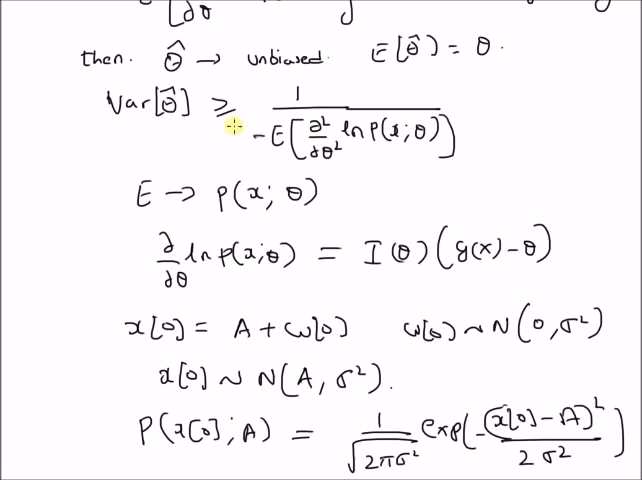 [∂θ ]
then. θ̂ → unbiased. E[θ̂] = θ.
Var[θ̂] ≥ 1 / -E[∂²/∂θ² ln P(x;θ)]
E → P(x; θ)
∂/∂θ ln p(x;θ) = I(θ)(g(x)-θ)
x[0] = A + ω[0] ω[0] ~ N(0,σ²)
x[0] ~ N(A, σ²).
P(x[0];A) = 1/√2πσ² exp(-(x[0]-A)²/2σ²)